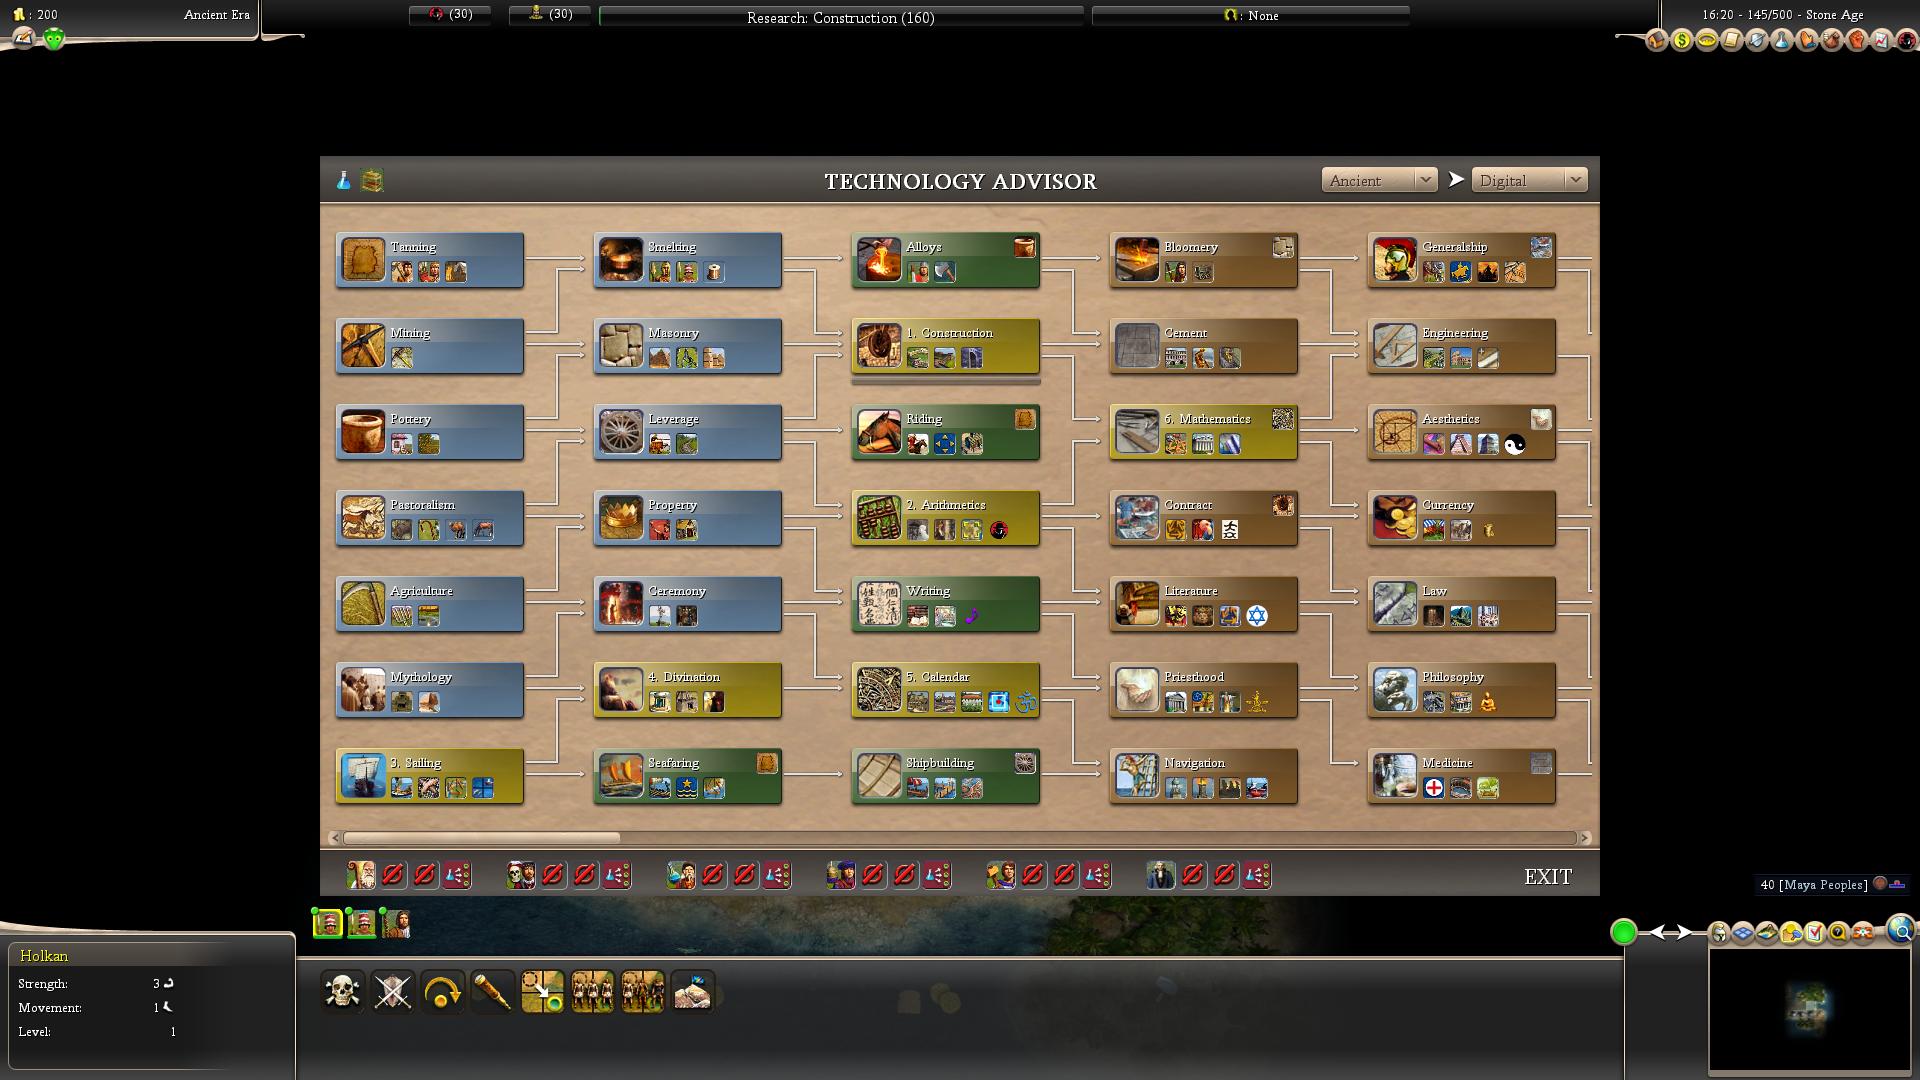 : 200
Ancient Era
(30)
(30)
Research: Construction (160)
: None
16:20 - 145/500 - Stone Age
TECHNOLOGY ADVISOR
Ancient
Digital
Tanning
Smelting
Alloys
Bloomery
Generalship
Mining
Masonry
1. Construction
Cement
Engineering
Pottery
Leverage
Riding
6. Mathematics
Aesthetics
Pastoralism
Property
2. Arithmetics
Contract
Currency
Agriculture
Ceremony
Writing
Literature
Law
Mythology
4. Divination
5. Calendar
Priesthood
Philosophy
3. Sailing
Seafaring
Shipbuilding
Navigation
Medicine
EXIT
40 [Maya Peoples]
Holkan
Strength: 3
Movement: 1
Level: 1